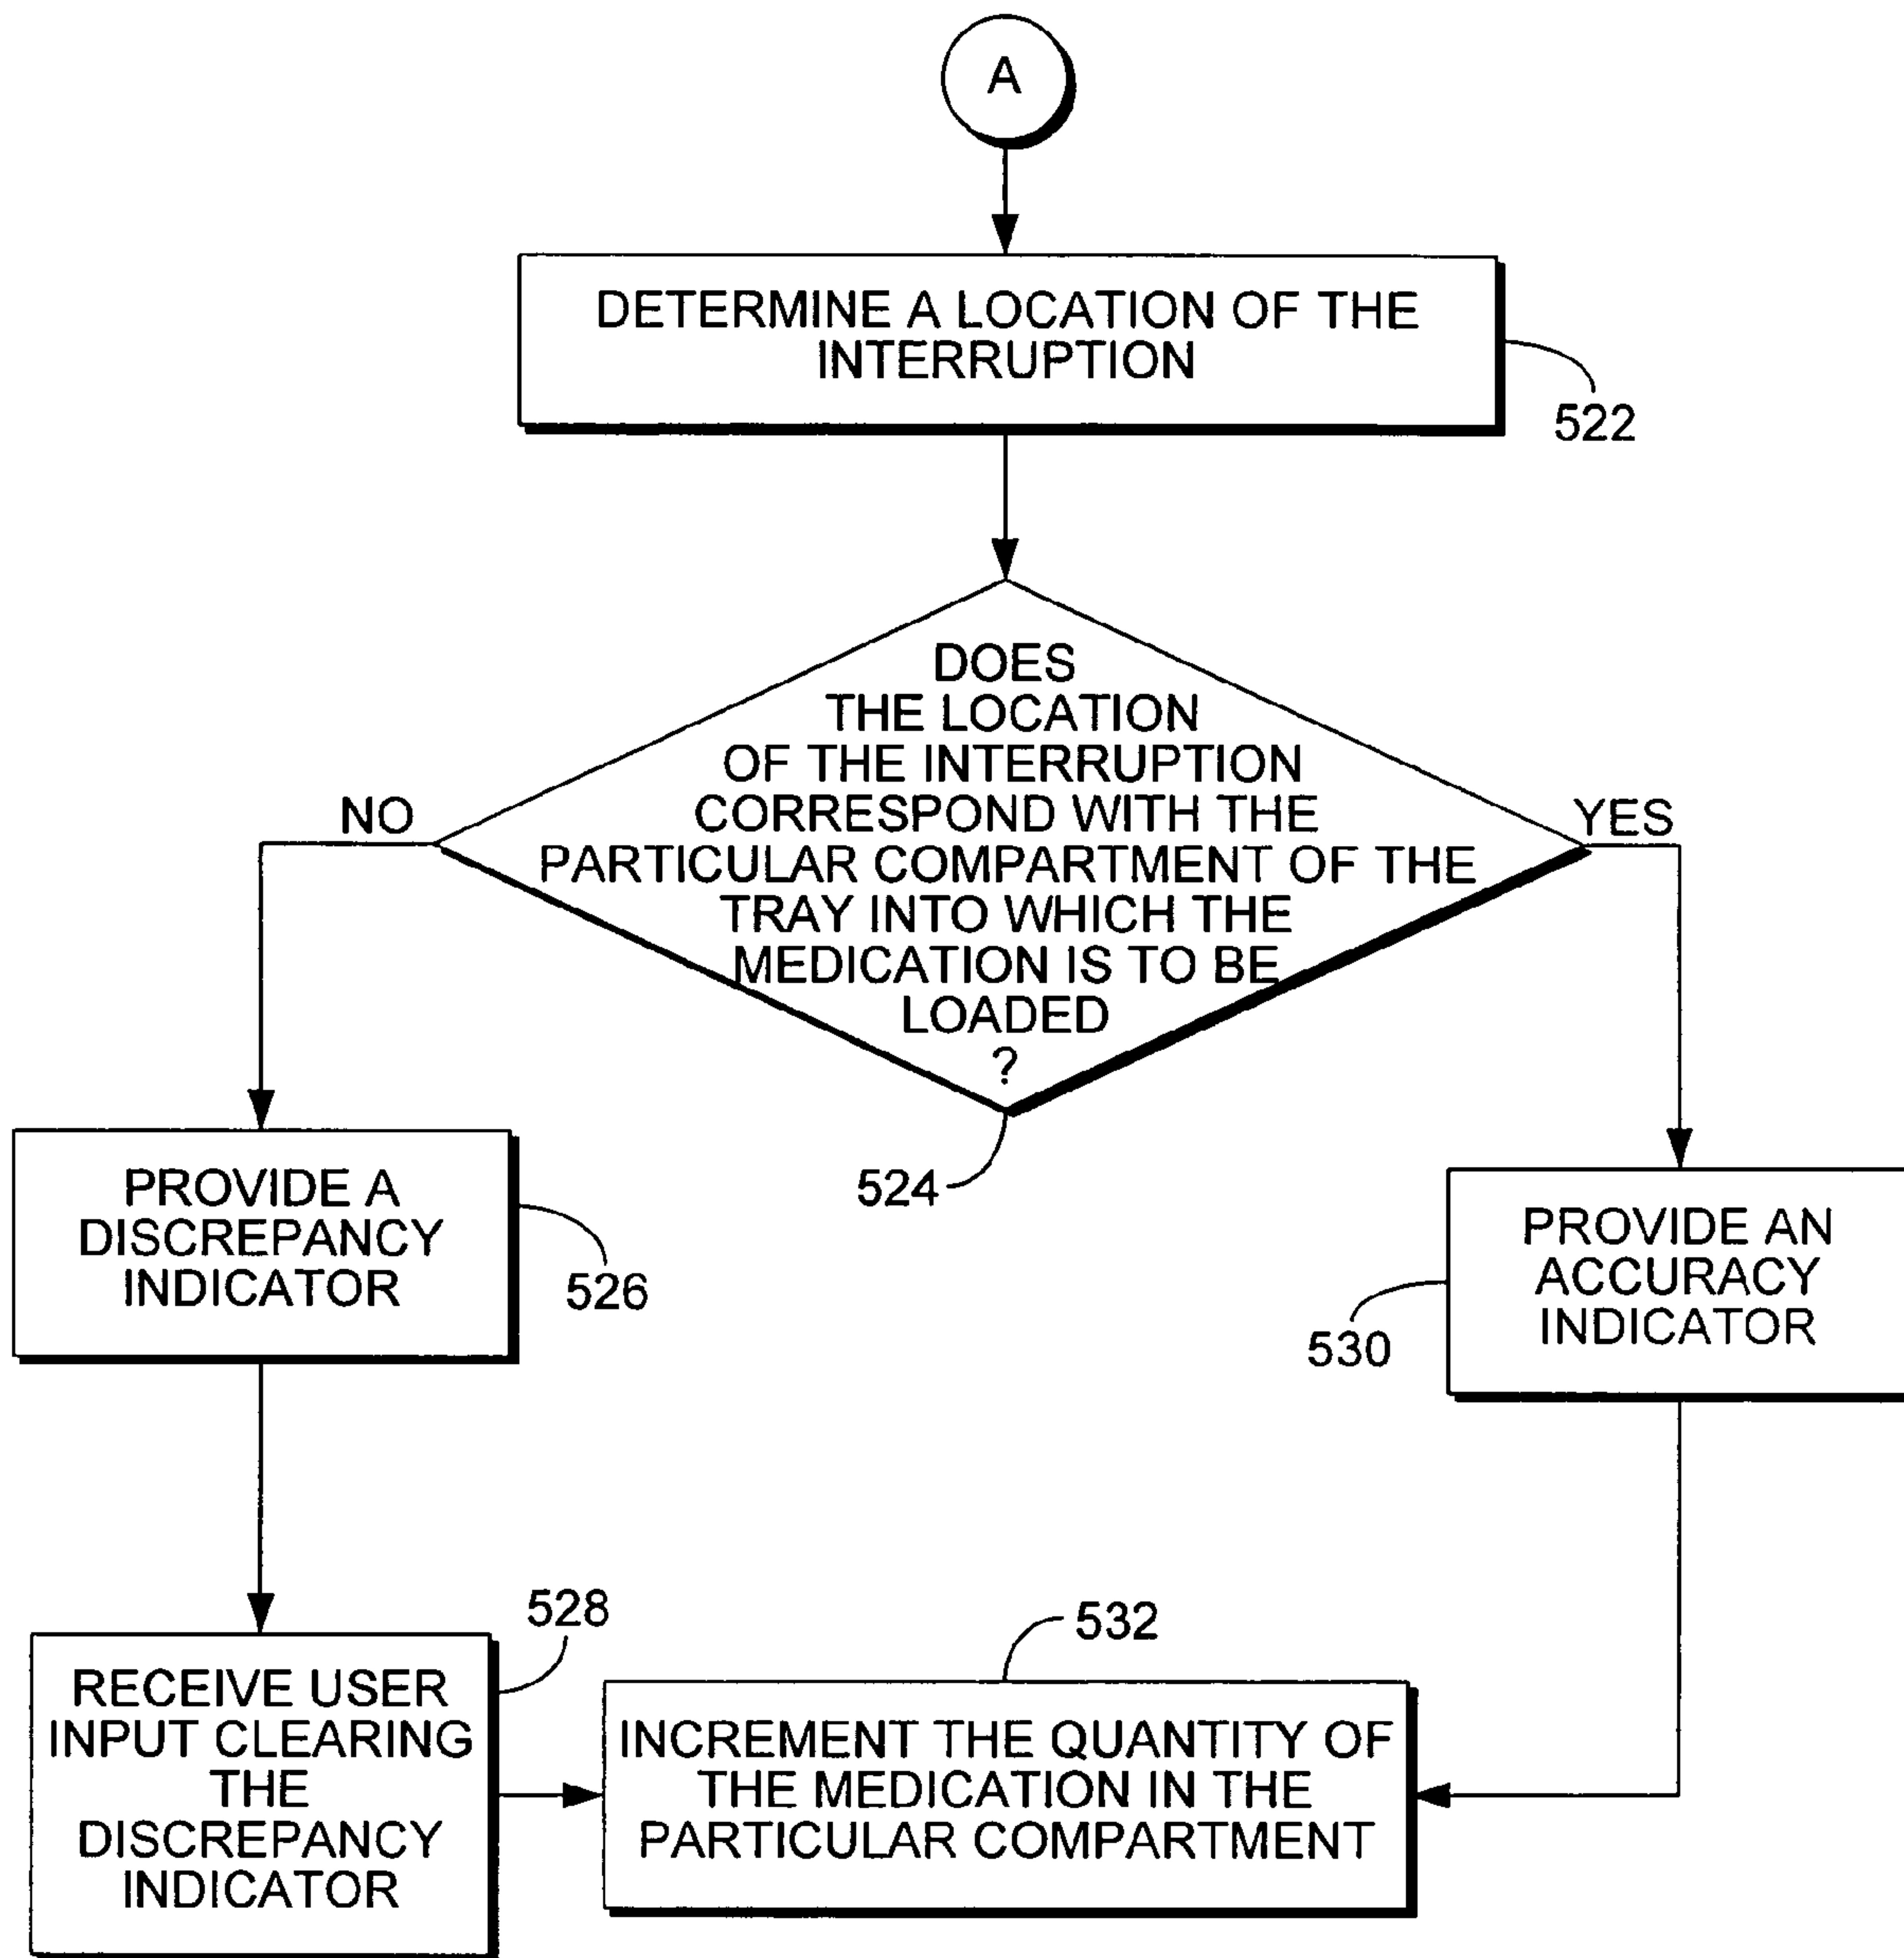 A
DETERMINE A LOCATION OF THE
INTERRUPTION
522
DOES
THE LOCATION
OF THE INTERRUPTION
CORRESPOND WITH THE
PARTICULAR COMPARTMENT OF THE
TRAY INTO WHICH THE
MEDICATION IS TO BE
LOADED
?
NO
YES
524
PROVIDE A
DISCREPANCY
INDICATOR
526
PROVIDE AN
ACCURACY
INDICATOR
530
RECEIVE USER
INPUT CLEARING
THE
DISCREPANCY
INDICATOR
528
INCREMENT THE QUANTITY OF
THE MEDICATION IN THE
PARTICULAR COMPARTMENT
532